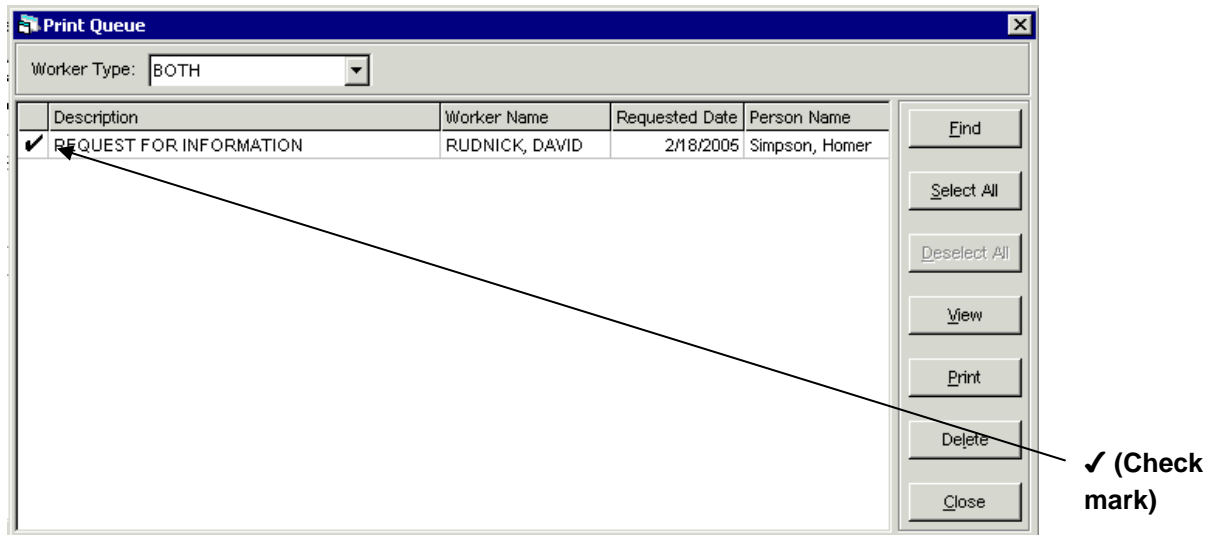 Print Queue
Worker Type: BOTH
Description Worker Name Requested Date Person Name
✔ REQUEST FOR INFORMATION RUDNICK, DAVID 2/18/2005 Simpson, Homer
Find
Select All
Deselect All
View
Print
Delete
Close
✓ (Check
mark)